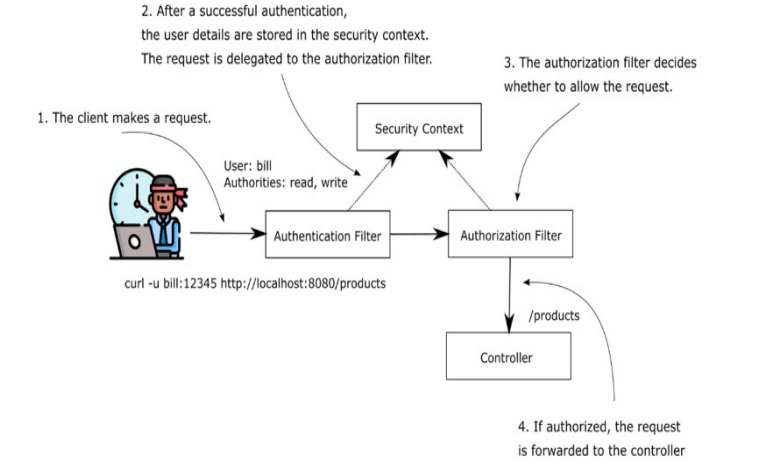 2. After a successful authentication,
the user details are stored in the security context.
The request is delegated to the authorization filter.
3. The authorization filter decides
whether to allow the request.
1. The client makes a request.
Security Context
User: bill
Authorities: read, write
Authentication Filter
Authorization Filter
curl -u bill:12345 http://localhost:8080/products
/products
Controller
4. If authorized, the request
is forwarded to the controller